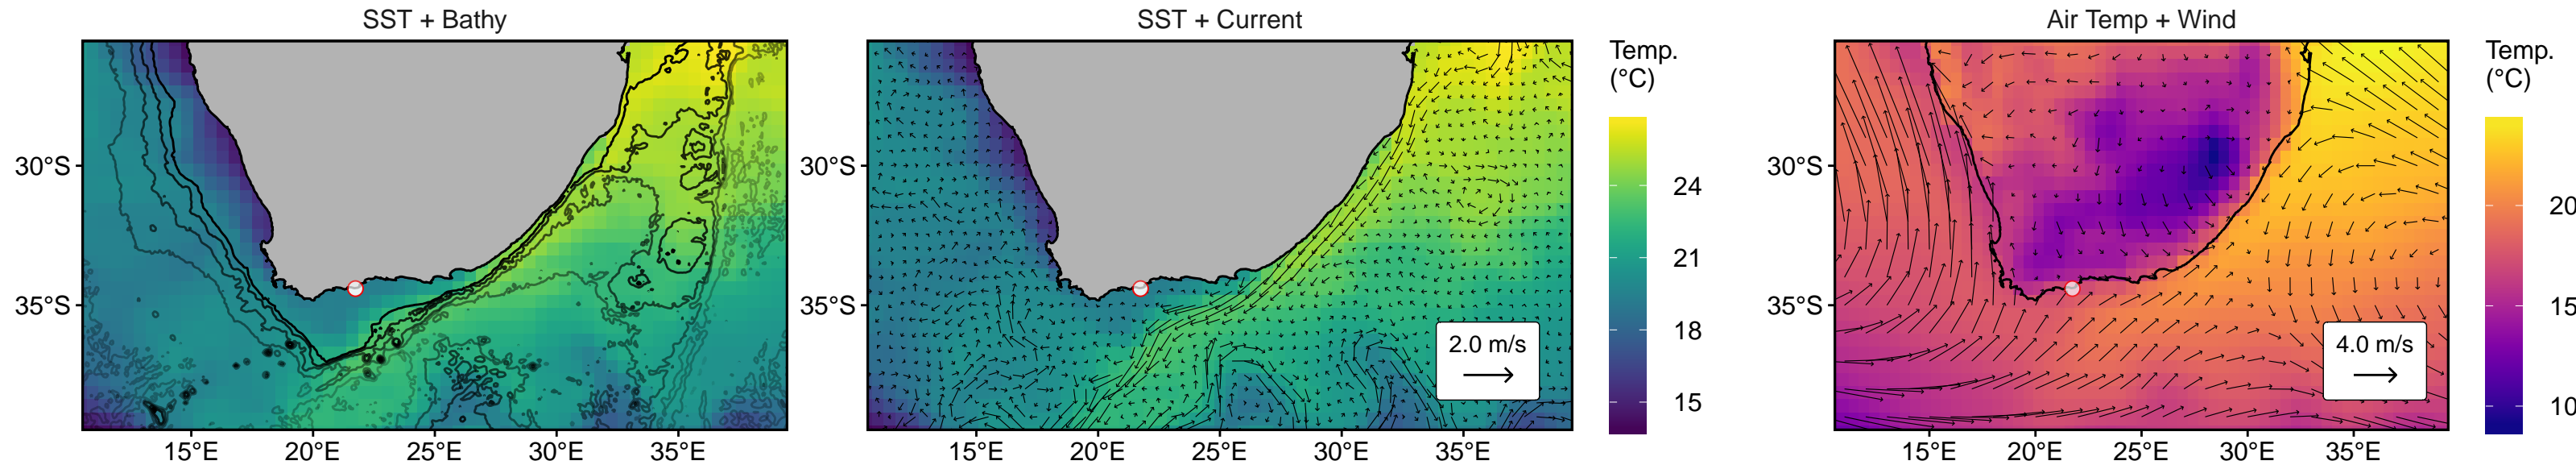 SST + Bathy
30°S
35°S
15°E 20°E 25°E 30°E 35°E
SST + Current
30°S
35°S
15°E 20°E 25°E 30°E 35°E
2.0 m/s
Temp.
(°C)
24
21
18
15
Air Temp + Wind
30°S
35°S
15°E 20°E 25°E 30°E 35°E
4.0 m/s
Temp.
(°C)
20
15
10